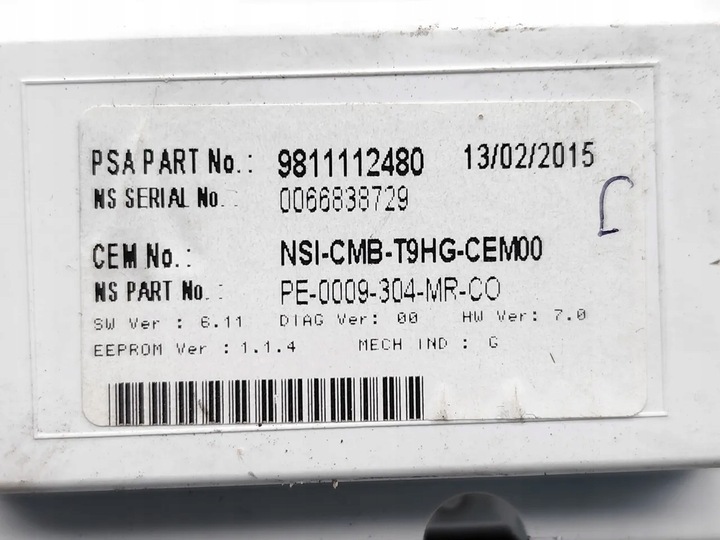 PSA PART No.: 9811112480 13/02/2015
NS SERIAL No. : 0066838729
CEM No.: NSI-CMB-T9HG-CEM00
NS PART No. : PE-0009-304-MR-CO
SW Ver : 6.11 DIAG Ver: 00 HW Ver: 7.0
EEPROM Ver : 1.1.4 MECH IND : G